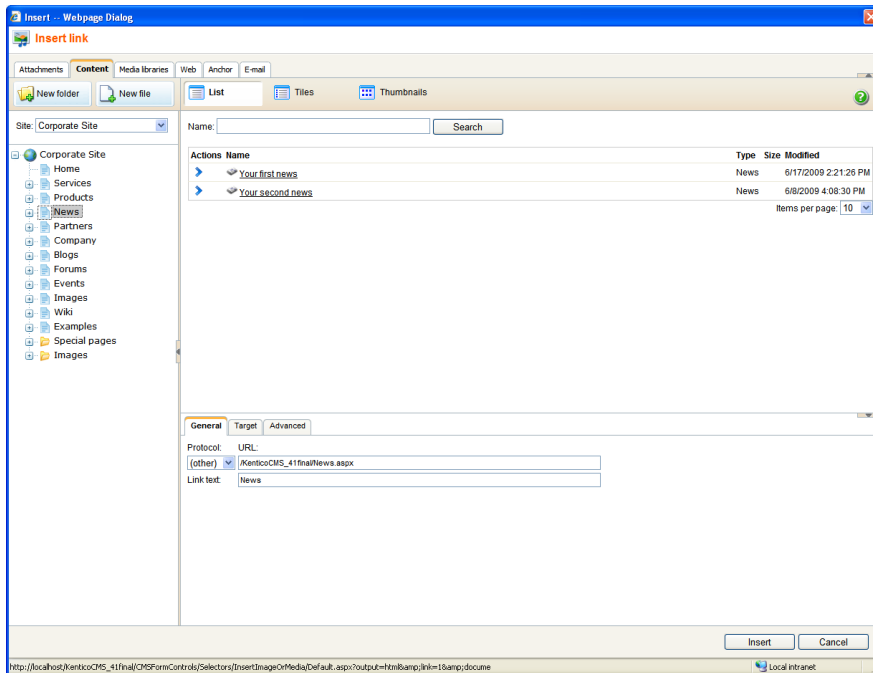 Insert -- Webpage Dialog
Insert link
Attachments Content Media libraries Web Anchor E-mail
New folder New file List Tiles Thumbnails
Site: Corporate Site
Name: Search
Corporate Site
Home
Services
Products
News
Partners
Company
Blogs
Forums
Events
Images
Wiki
Examples
Special pages
Images
Actions Name Type Size Modified
Your first news News 6/17/2009 2:21:26 PM
Your second news News 6/8/2009 4:08:30 PM
Items per page: 10
General Target Advanced
Protocol: URL:
(other) /KenticoCMS_41final/News.aspx
Link text: News
Insert Cancel
http://localhost/KenticoCMS_41final/CMSFormControls/Selectors/InsertImageOrMedia/Default.aspx?output=html&amp;link=1&amp;docume Local intranet